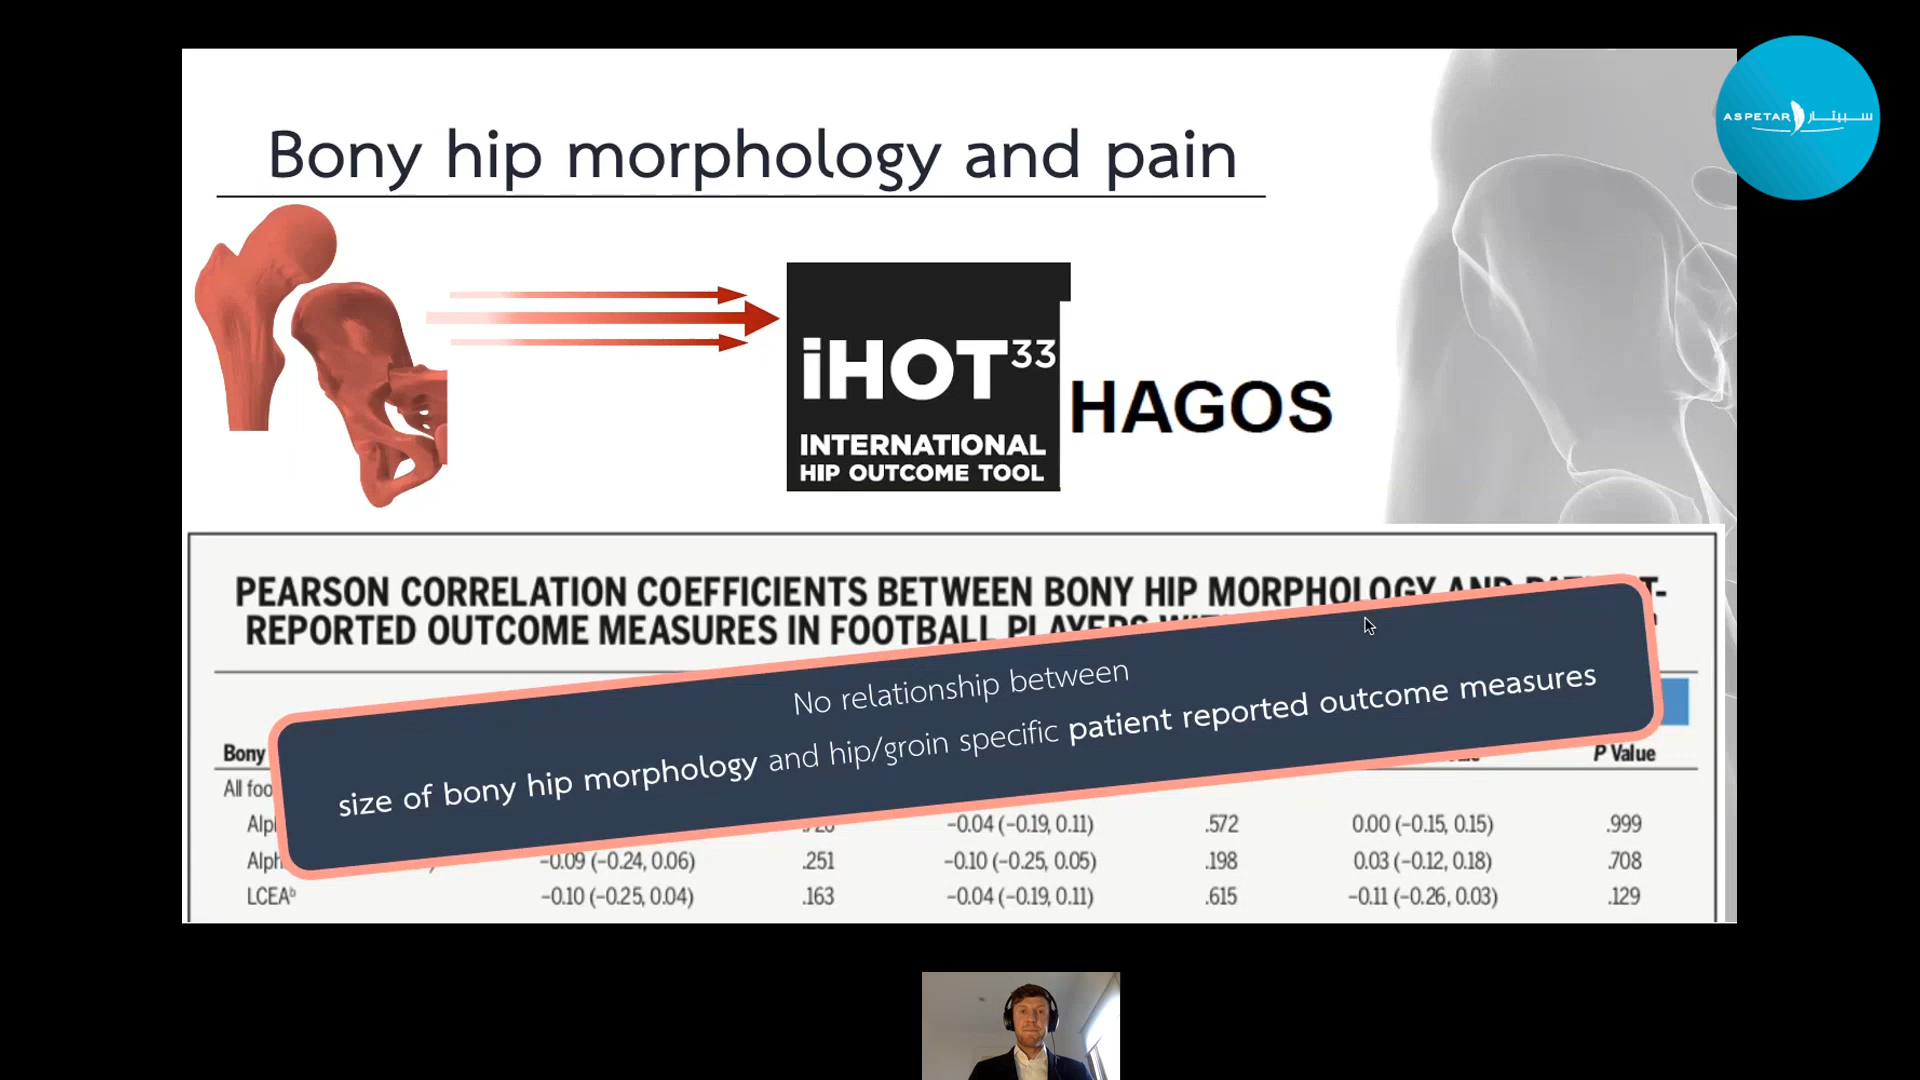 Bony hip morphology and pain
ASPETAR سبيتار
iHOT33
INTERNATIONAL
HIP OUTCOME TOOL
HAGOS
PEARSON CORRELATION COEFFICIENTS BETWEEN BONY HIP MORPHOLOGY AND
REPORTED OUTCOME MEASURES IN FOOTBALL PLAYERS
No relationship between
size of bony hip morphology and hip/groin specific patient reported outcome measures
Bony P Value
All
−0.04 (−0.19, 0.11) .572 0.00 (−0.15, 0.15) .999
−0.09 (−0.24, 0.06) .251 −0.10 (−0.25, 0.05) .198 0.03 (−0.12, 0.18) .708
LCEAᵇ −0.10 (−0.25, 0.04) .163 −0.04 (−0.19, 0.11) .615 −0.11 (−0.26, 0.03) .129